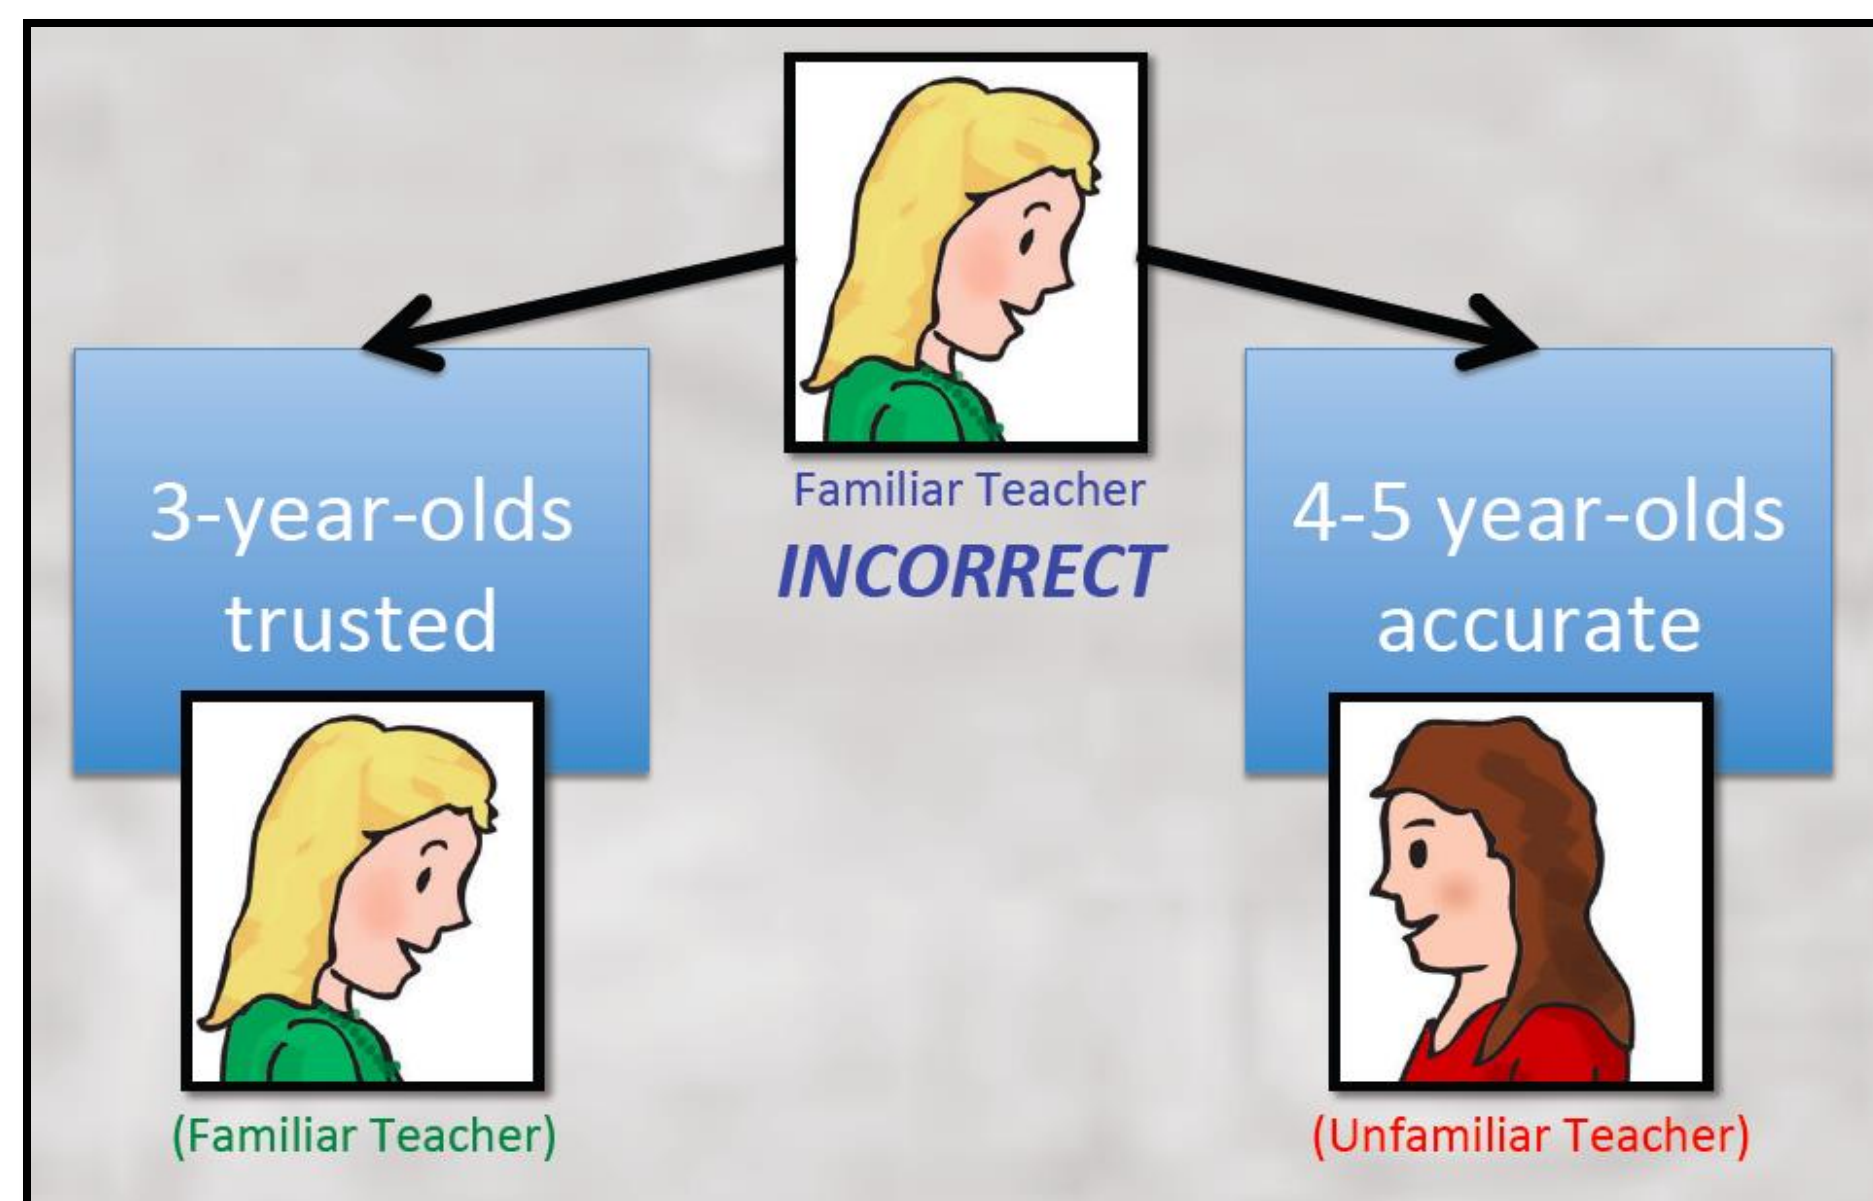 Familiar Teacher
INCORRECT
3-year-olds
trusted
(Familiar Teacher)
4-5 year-olds
accurate
(Unfamiliar Teacher)